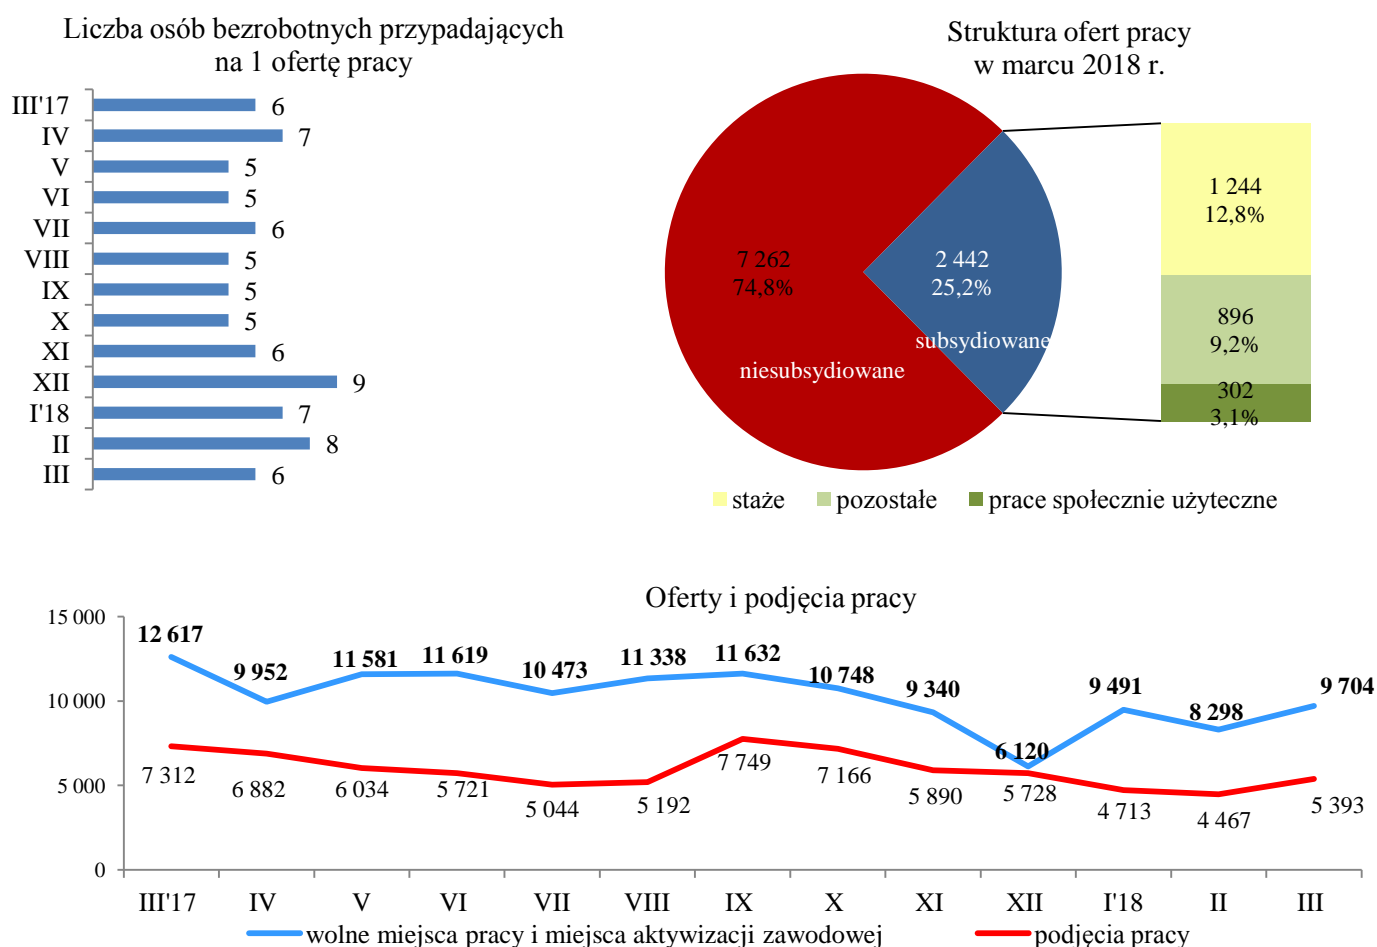 Liczba osób bezrobotnych przypadających
na 1 ofertę pracy
III'17
6
IV
7
V
5
VI
5
VII
6
VIII
5
IX
5
X
5
XI
6
XII
9
I'18
7
II
8
III
6
Struktura ofert pracy
w marcu 2018 r.
7 262
74,8%
niesubsydiowane
2 442
25,2%
subsydiowane
1 244
12,8%
896
9,2%
302
3,1%
staże
pozostałe
prace społecznie użyteczne
Oferty i podjęcia pracy
15 000
10 000
5 000
0
12 617
9 952
11 581
11 619
10 473
11 338
11 632
10 748
9 340
6 120
9 491
8 298
9 704
7 312
6 882
6 034
5 721
5 044
5 192
7 749
7 166
5 890
5 728
4 713
4 467
5 393
III'17
IV
V
VI
VII
VIII
IX
X
XI
XII
I'18
II
III
wolne miejsca pracy i miejsca aktywizacji zawodowej
podjęcia pracy